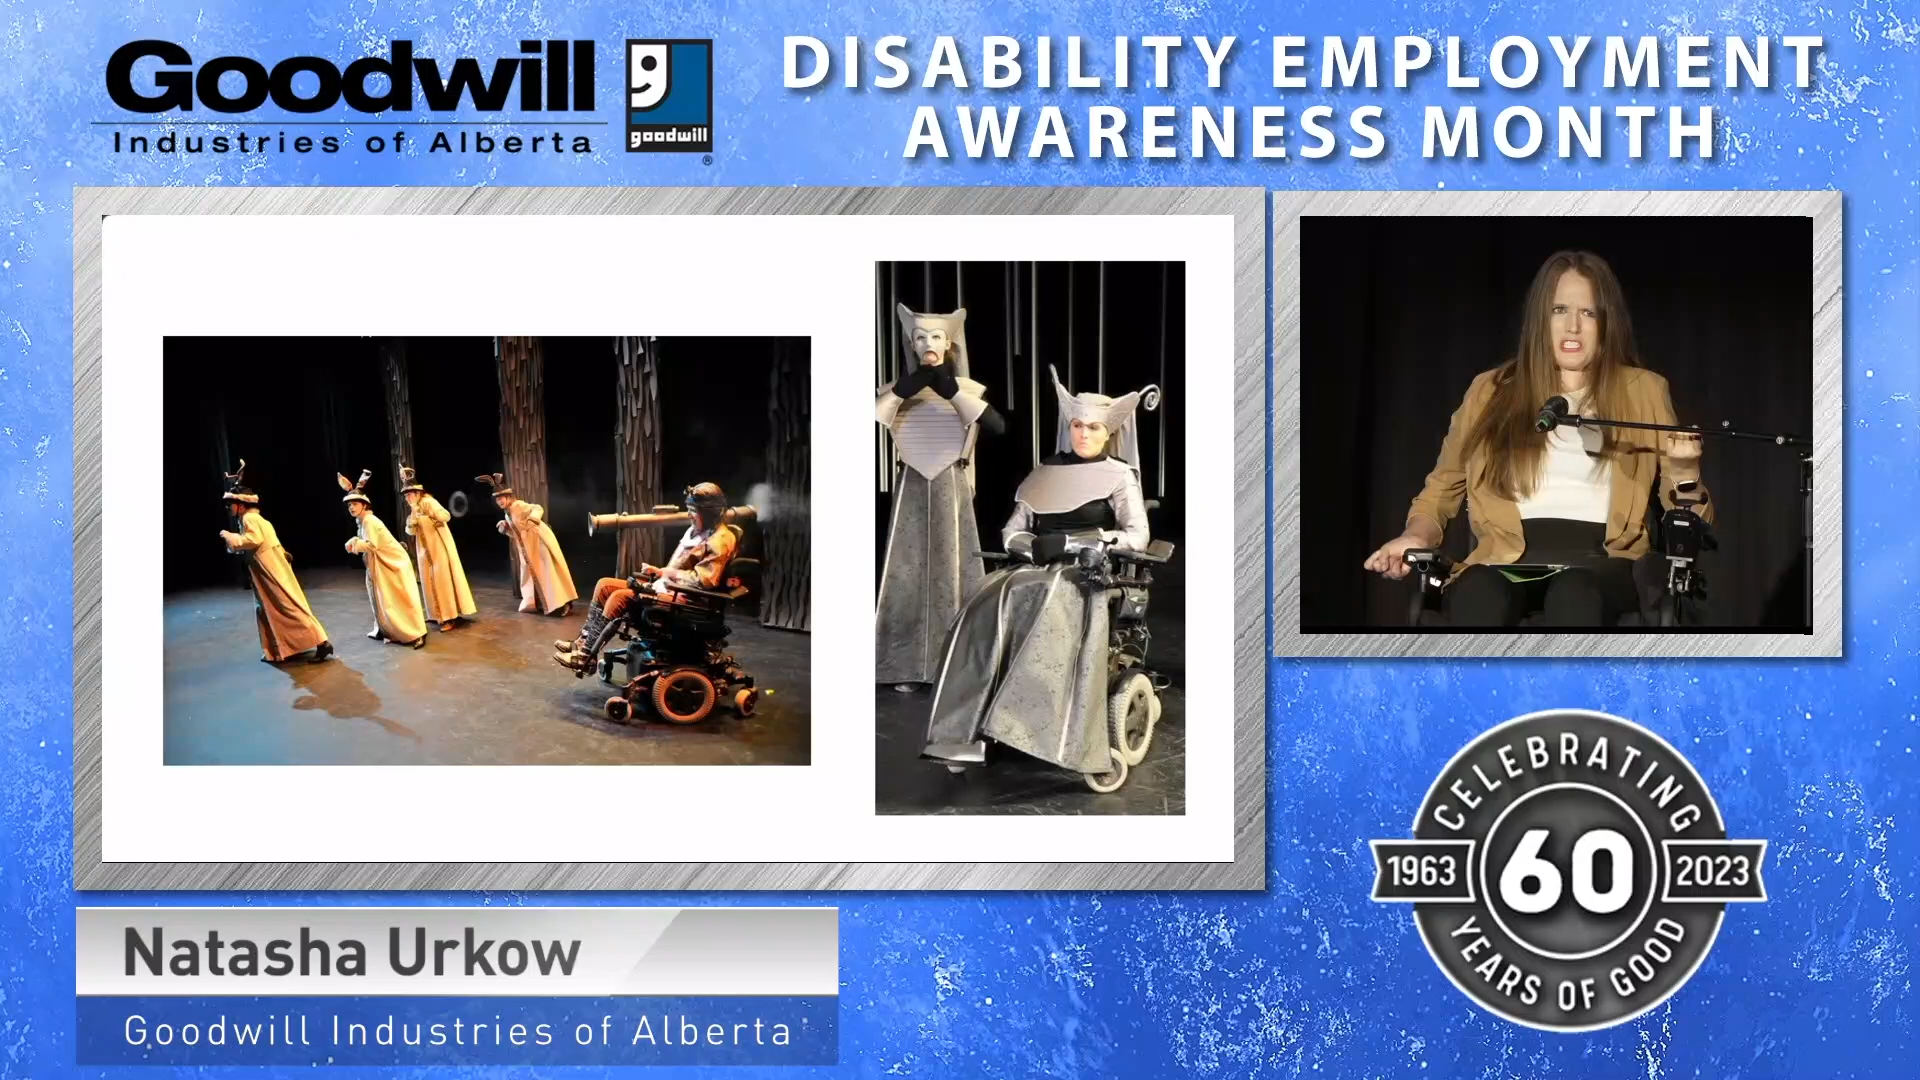 Goodwill
Industries of Alberta
goodwill
®
DISABILITY EMPLOYMENT
AWARENESS MONTH
CELEBRATING
1963 60 2023
YEARS OF GOOD
Natasha Urkow
Goodwill Industries of Alberta